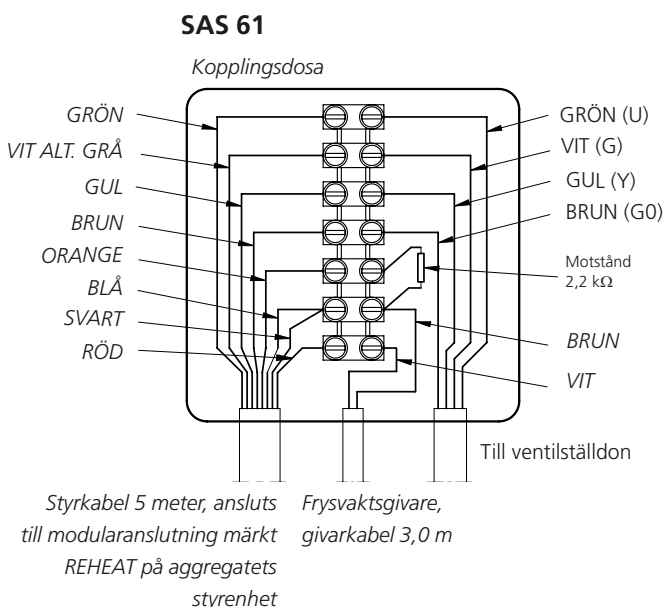 SAS 61
Kopplingsdosa
GRÖN
VIT ALT. GRÅ
GUL
BRUN
ORANGE
BLÅ
SVART
RÖD
GRÖN (U)
VIT (G)
GUL (Y)
BRUN (G0)
Motstånd
2,2 kΩ
BRUN
VIT
Till ventilställdon
Styrkabel 5 meter, ansluts
till modularanslutning märkt
REHEAT på aggregatets
styrenhet
Frysvaktsgivare,
givarkabel 3,0 m